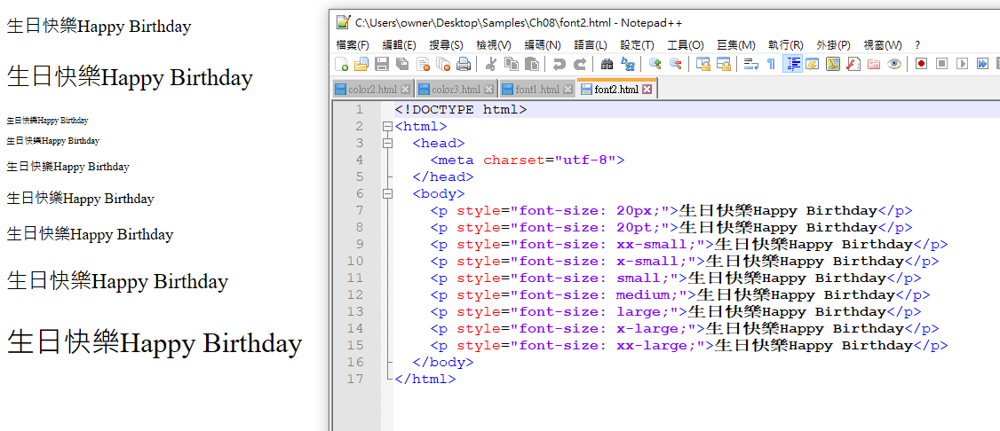 生日快樂Happy Birthday
生日快樂Happy Birthday
生日快樂Happy Birthday
生日快樂Happy Birthday
生日快樂Happy Birthday
生日快樂Happy Birthday
生日快樂Happy Birthday
生日快樂Happy Birthday
生日快樂Happy Birthday
C:\Users\owner\Desktop\Samples\Ch08\font2.html - Notepad++
檔案(F) 編輯(E) 搜尋(S) 檢視(V) 編碼(N) 語言(L) 設定(T) 工具(O) 巨集(M) 執行(R) 外掛(P) 視窗(W) ?
color2.html color3.html font1.html font2.html
1 <!DOCTYPE html>
2 <html>
3 <head>
4 <meta charset="utf-8">
5 </head>
6 <body>
7 <p style="font-size: 20px;">生日快樂Happy Birthday</p>
8 <p style="font-size: 20pt;">生日快樂Happy Birthday</p>
9 <p style="font-size: xx-small;">生日快樂Happy Birthday</p>
10 <p style="font-size: x-small;">生日快樂Happy Birthday</p>
11 <p style="font-size: small;">生日快樂Happy Birthday</p>
12 <p style="font-size: medium;">生日快樂Happy Birthday</p>
13 <p style="font-size: large;">生日快樂Happy Birthday</p>
14 <p style="font-size: x-large;">生日快樂Happy Birthday</p>
15 <p style="font-size: xx-large;">生日快樂Happy Birthday</p>
16 </body>
17 </html>